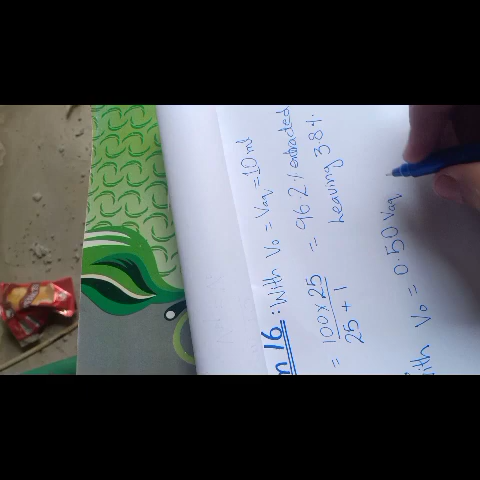 n 16 : With Vo = Vaq = 10 ml
= 100 x 25 / 25 + 1 = 96.2 % extracted
Leaving 3.8 %.
ith Vo = 0.50 Vaq